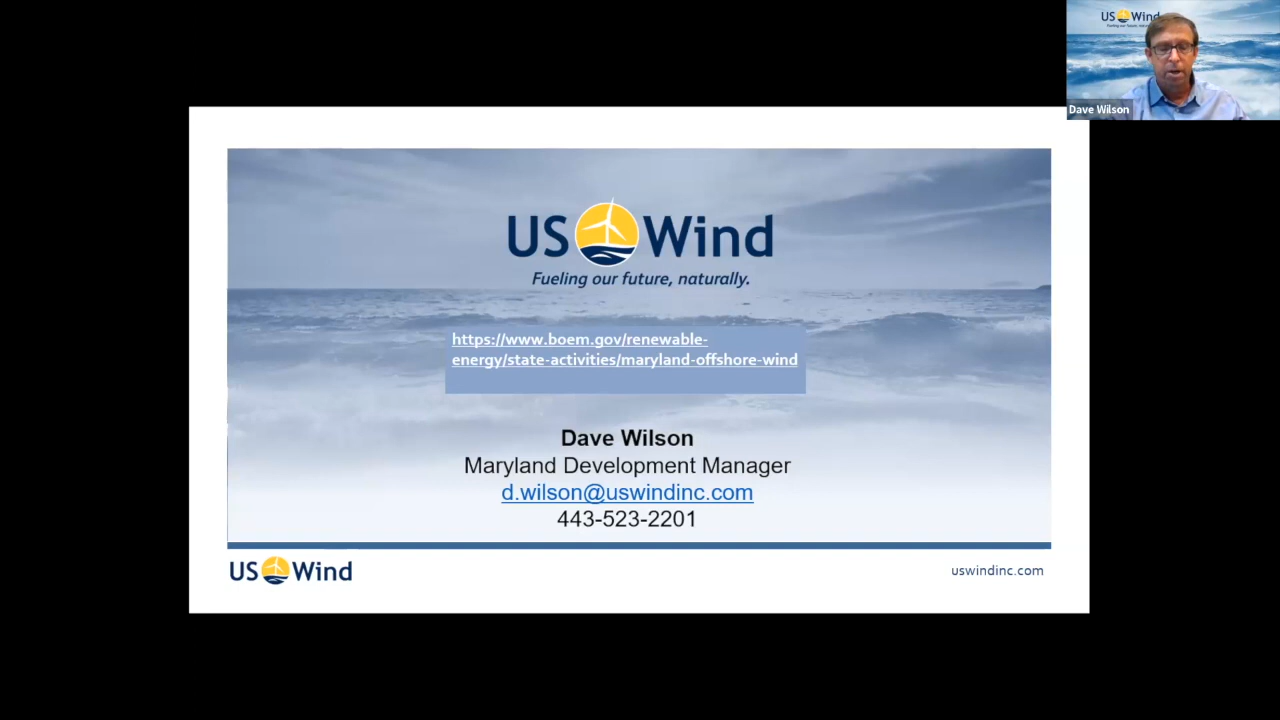 US Wind
Dave Wilson
US Wind
Fueling our future, naturally.
https://www.boem.gov/renewable-
energy/state-activities/maryland-offshore-wind
Dave Wilson
Maryland Development Manager
d.wilson@uswindinc.com
443-523-2201
US Wind
uswindinc.com